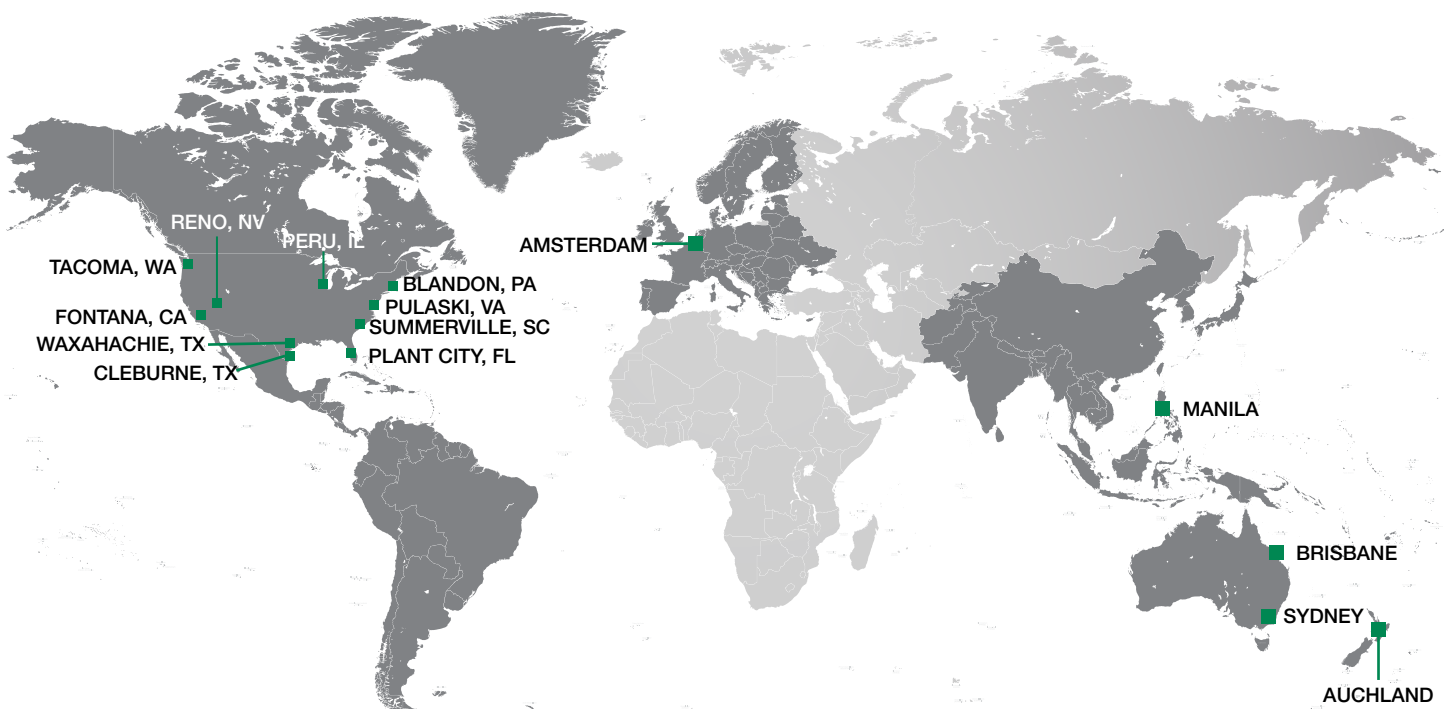 RENO, NV
PERU, IL
AMSTERDAM
TACOMA, WA
BLANDON, PA
PULASKI, VA
FONTANA, CA
SUMMERVILLE, SC
WAXAHACHIE, TX
PLANT CITY, FL
CLEBURNE, TX
MANILA
BRISBANE
SYDNEY
AUCHLAND